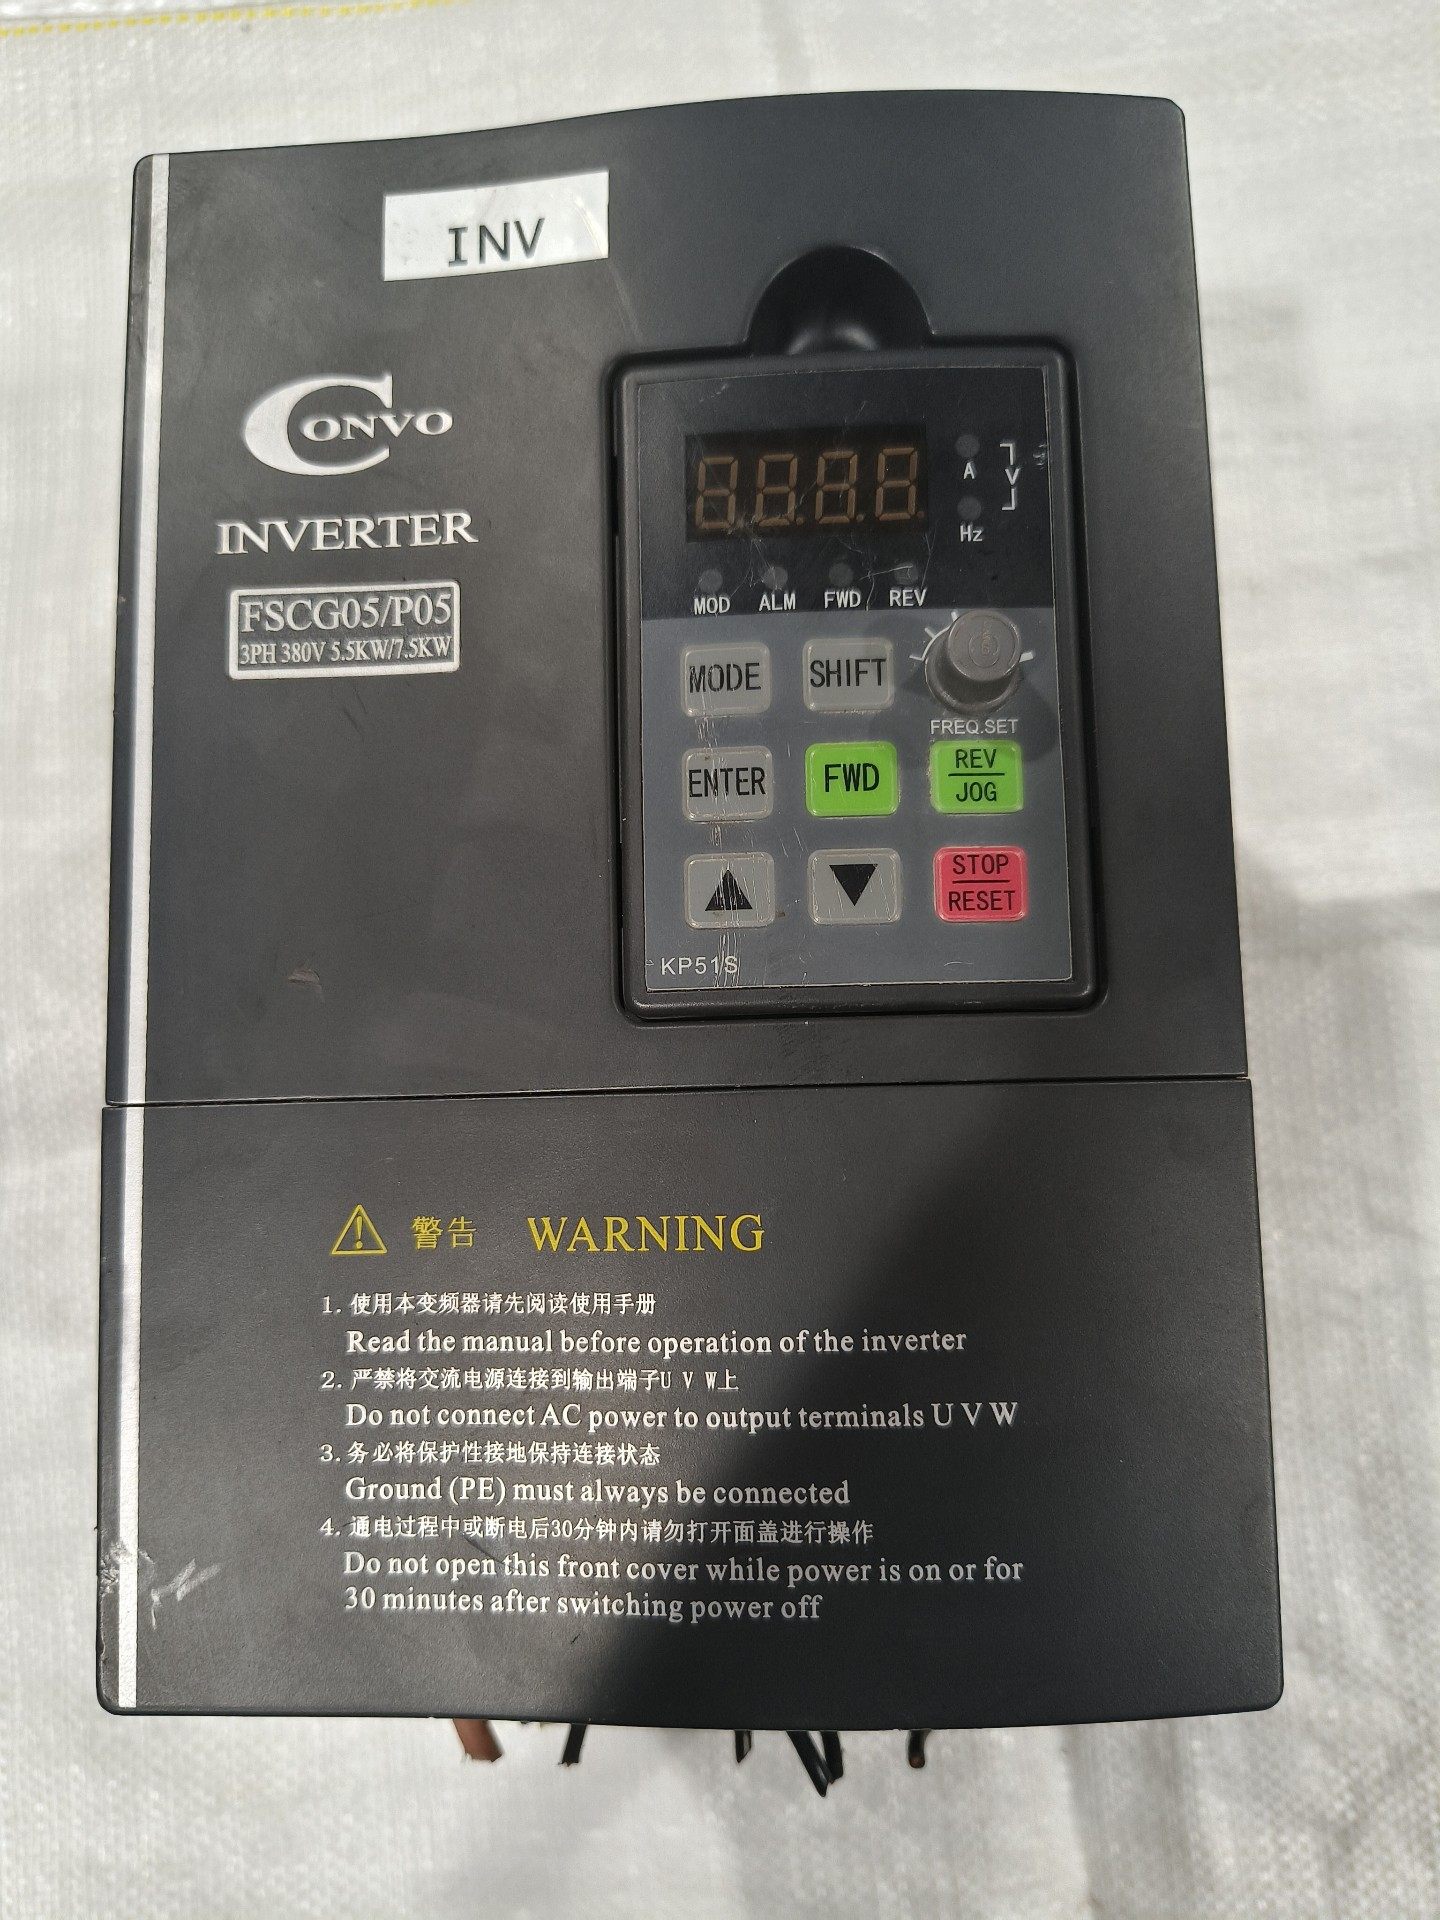 INV
CONVO
INVERTER
FSCG05/P05
3PH 380V 5.5KW/7.5KW
8.8.8.8.
A
V
Hz
MOD ALM FWD REV
MODE SHIFT
FREQ.SET
ENTER FWD REV
JOG
STOP
RESET
KP51S
警告 WARNING
1. 使用本变频器请先阅读使用手册
Read the manual before operation of the inverter
2. 严禁将交流电源连接到输出端子U V W上
Do not connect AC power to output terminals U V W
3. 务必将保护性接地保持连接状态
Ground (PE) must always be connected
4. 通电过程中或断电后30分钟内请勿打开面盖进行操作
Do not open this front cover while power is on or for
30 minutes after switching power off